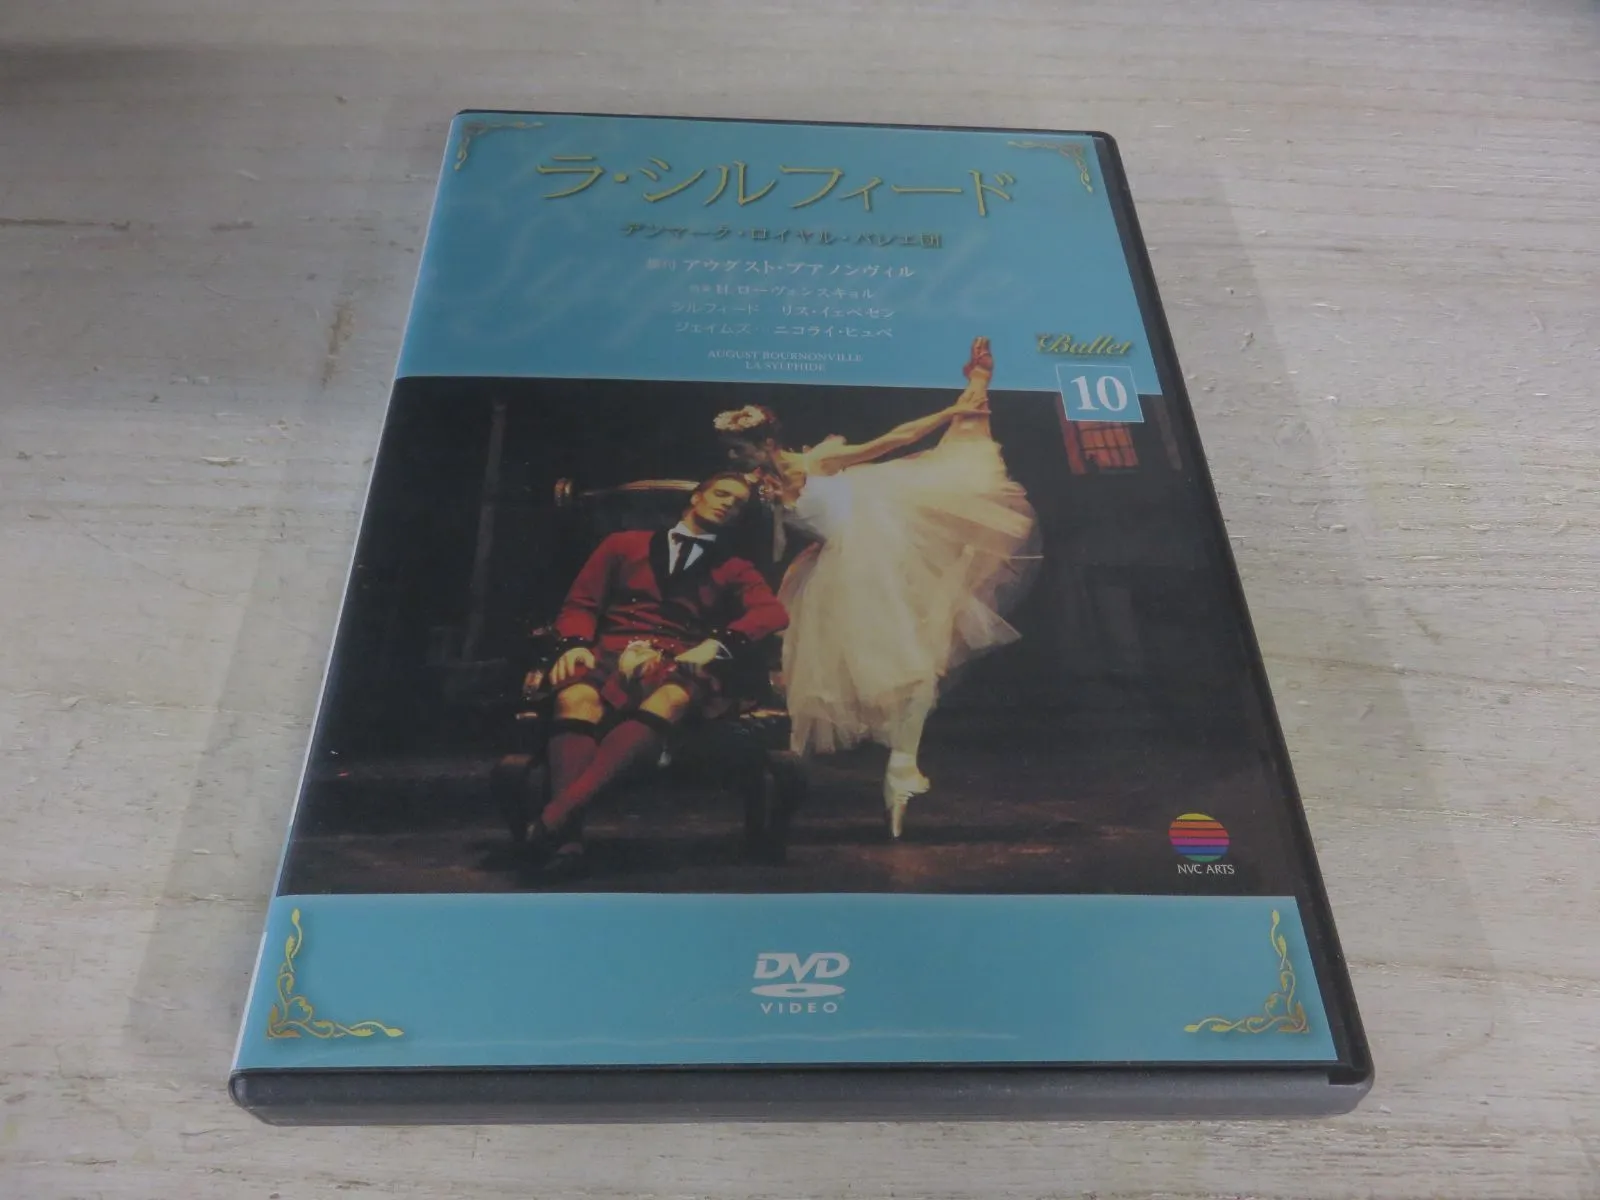 ラ・シルフィード
デンマーク・ロイヤル・バレエ団
振付 アウグスト・ブアノンヴィル
音楽 H.ローヴェンスキョル
シルフィード リス・イェペセン
ジェイムズ ニコライ・ヒュベ
AUGUST BOURNONVILLE
LA SYLPHIDE
Ballet
10
NVC ARTS
DVD
VIDEO